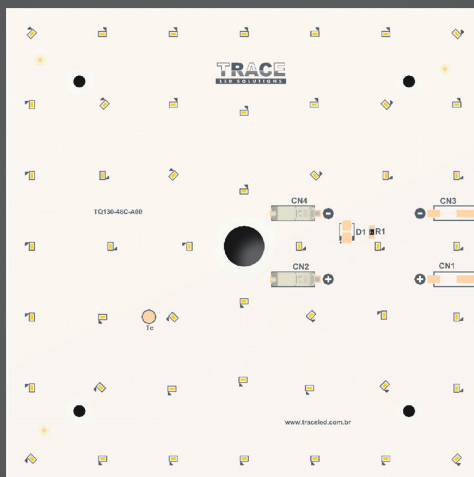 TRACE
LED SOLUTIONS
CN4
CN3
TQ130-48C-A00
D1
R1
CN2
CN1
Tc
www.traceled.com.br